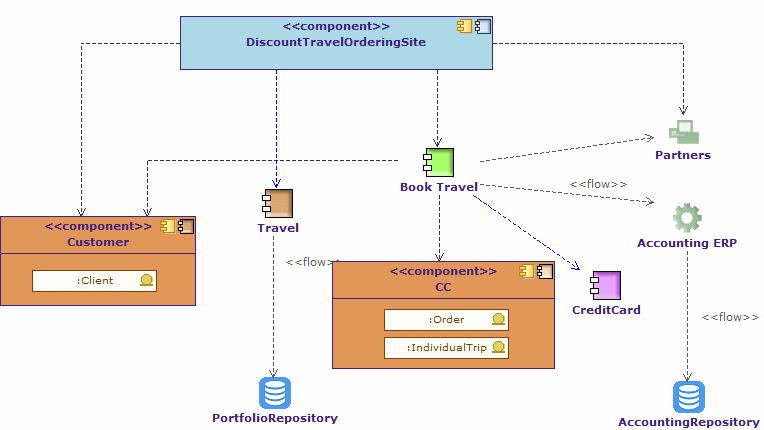 <<component>>
DiscountTravelOrderingSite
Partners
Book Travel
<<flow>>
<<component>>
Customer
:Client
Travel
Accounting ERP
<<flow>>
<<component>>
CC
:Order
:IndividualTrip
CreditCard
<<flow>>
PortfolioRepository
AccountingRepository